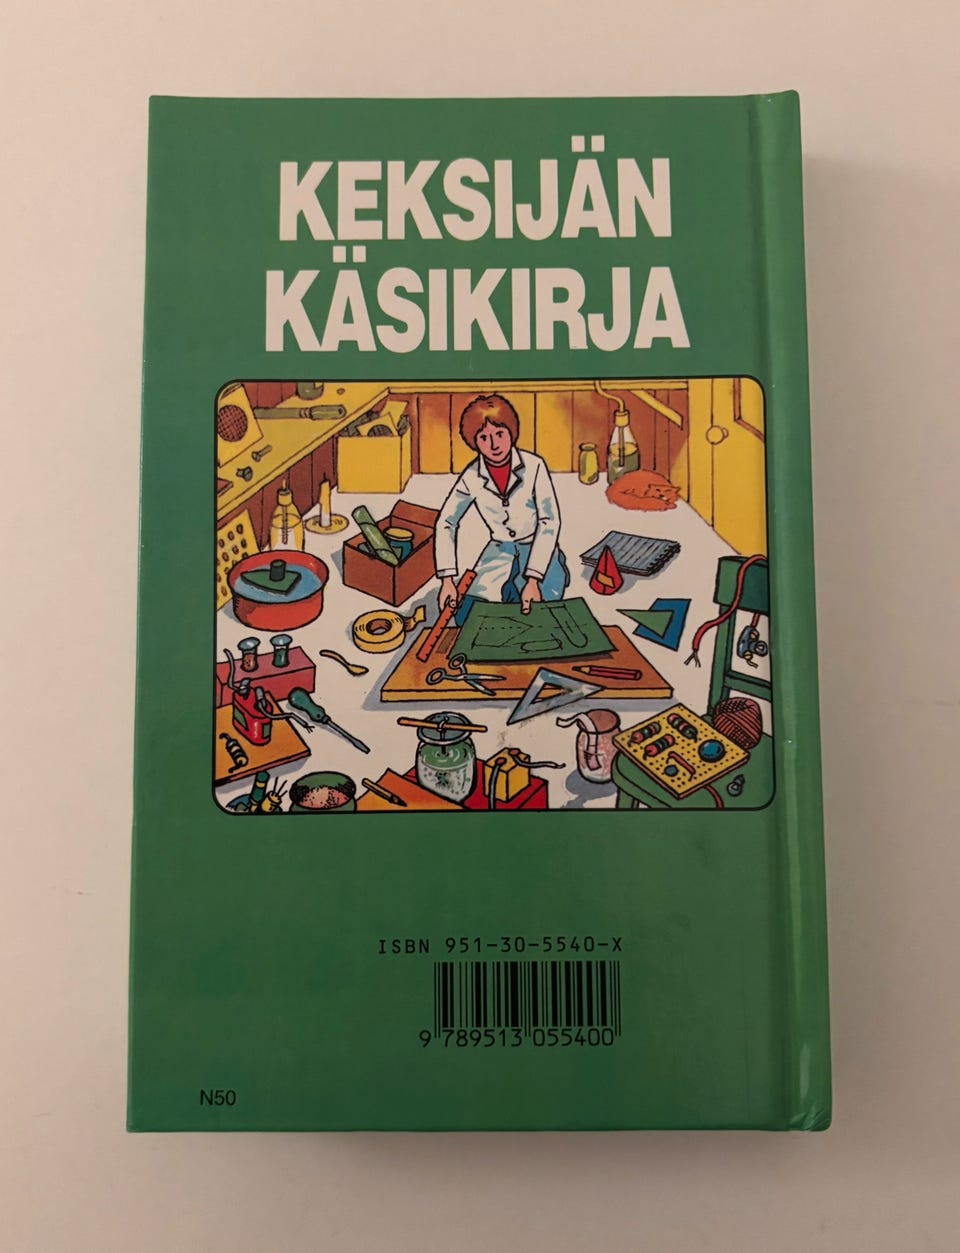 KEKSIJÄN
KÄSIKIRJA
ISBN 951-30-5540-X
9 789513 055400
N50